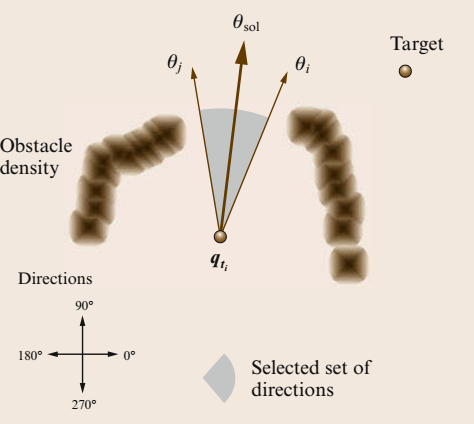 θsol
Target
θj
θi
Obstacle
density
qti
Directions
90°
180°
0°
270°
Selected set of
directions